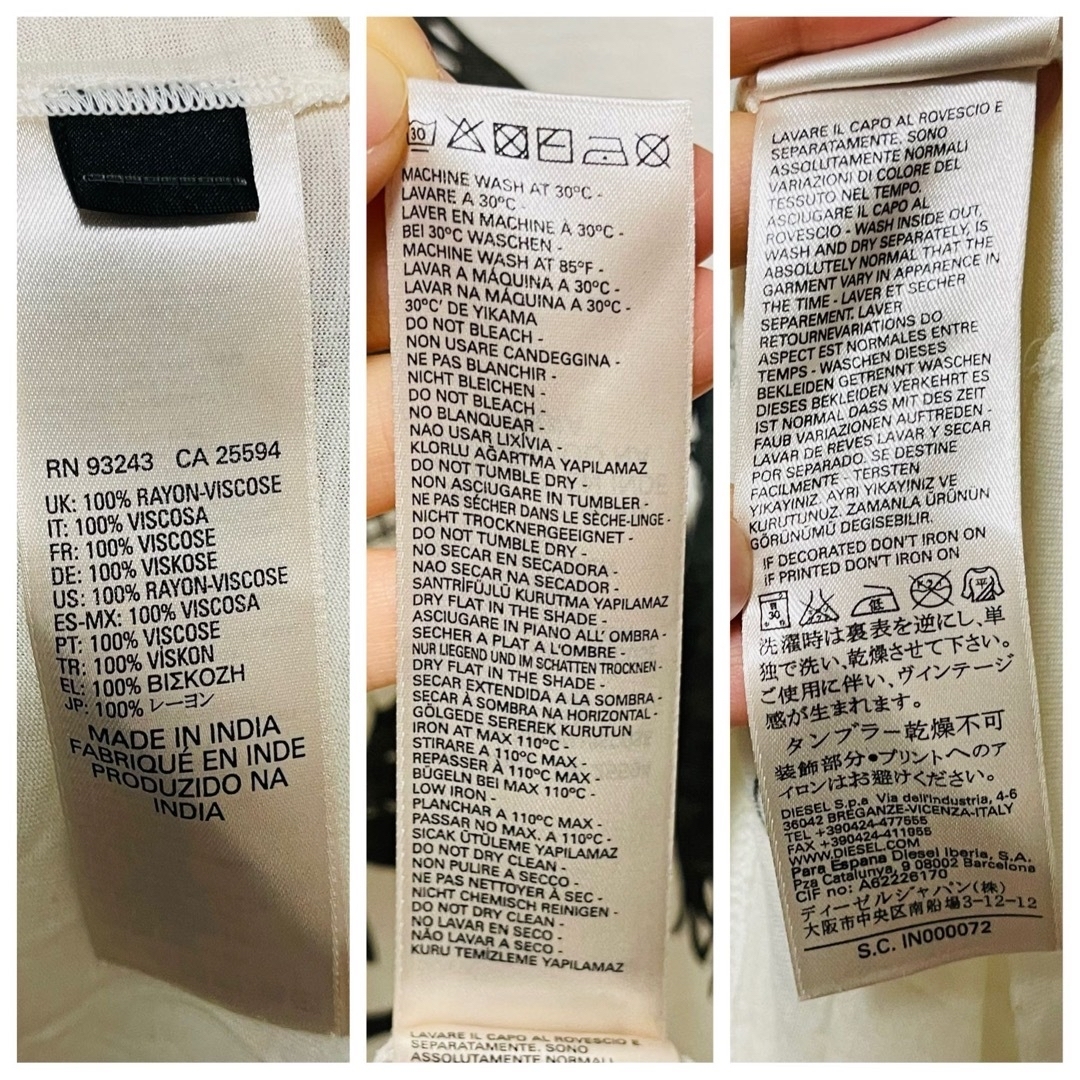 RN 93243 CA 25594
UK: 100% RAYON-VISCOSE
IT: 100% VISCOSA
FR: 100% VISCOSE
DE: 100% VISKOSE
US: 100% RAYON-VISCOSE
ES-MX: 100% VISCOSA
PT: 100% VISCOSE
TR: 100% VİSKON
EL: 100% ΒΙΣΚΟΖΗ
JP: 100% レーヨン
MADE IN INDIA
FABRIQUÉ EN INDE
PRODUZIDO NA
INDIA
30
MACHINE WASH AT 30°C -
LAVARE A 30°C -
LAVER EN MACHINE À 30°C -
BEI 30°C WASCHEN -
MACHINE WASH AT 85°F -
LAVAR A MÁQUINA A 30°C -
LAVAR NA MÁQUINA A 30°C -
30°C' DE YIKAMA
DO NOT BLEACH -
NON USARE CANDEGGINA -
NE PAS BLANCHIR -
NICHT BLEICHEN -
DO NOT BLEACH -
NO BLANQUEAR -
NAO USAR LIXÍVIA -
KLORLU AĞARTMA YAPILAMAZ
DO NOT TUMBLE DRY -
NON ASCIUGARE IN TUMBLER -
NE PAS SÉCHER DANS LE SÈCHE-LINGE -
NICHT TROCKNERGEEIGNET -
DO NOT TUMBLE DRY -
NO SECAR EN SECADORA -
NAO SECAR NA SECADOR -
SANTRİFÜJLÜ KURUTMA YAPILAMAZ
DRY FLAT IN THE SHADE -
ASCIUGARE IN PIANO ALL' OMBRA -
SECHER A PLAT A L'OMBRE -
NUR LIEGEND UND IM SCHATTEN TROCKNEN -
DRY FLAT IN THE SHADE -
SECAR EXTENDIDA A LA SOMBRA -
SECAR À SOMBRA NA HORIZONTAL -
GÖLGEDE SEREREK KURUTUN
IRON AT MAX 110°C -
STIRARE A 110°C MAX -
REPASSER À 110°C MAX -
BÜGELN BEI MAX 110°C -
LOW IRON -
PLANCHAR A 110°C MAX -
PASSAR NO MAX. A 110°C -
SICAK ÜTÜLEME YAPILAMAZ
DO NOT DRY CLEAN -
NON PULIRE A SECCO -
NE PAS NETTOYER À SEC -
NICHT CHEMISCH REINIGEN -
DO NOT DRY CLEAN -
NO LAVAR EN SECO -
NÃO LAVAR A SECO -
KURU TEMİZLEME YAPILAMAZ
LAVARE IL CAPO AL ROVESCIO E
SEPARATAMENTE. SONO
ASSOLUTAMENTE NORMALI
LAVARE IL CAPO AL ROVESCIO E
SEPARATAMENTE. SONO
ASSOLUTAMENTE NORMALI
VARIAZIONI DI COLORE DEL
TESSUTO NEL TEMPO.
ASCIUGARE IL CAPO AL
ROVESCIO - WASH INSIDE OUT,
WASH AND DRY SEPARATELY, IS
ABSOLUTELY NORMAL THAT THE
GARMENT VARY IN APPARENCE IN
THE TIME - LAVER ET SECHER
SEPAREMENT. LAVER
RETOURNEVARIATIONS DO
ASPECT EST NORMALES ENTRE
TEMPS - WASCHEN DIESES
BEKLEIDEN GETRENNT WASCHEN
DIESES BEKLEIDEN VERKEHRT ES
IST NORMAL DASS MIT DES ZEIT
FAUB VARIAZIONEN AUFTREDEN -
LAVAR DE REVES LAVAR Y SECAR
POR SEPARADO. SE DESTINE
FACILMENTE - TERSTEN
YIKAYINIZ. AYRI YIKAYINIZ VE
KURUTUNUZ. ZAMANLA ÜRÜNUN
GÖRÜNÜMÜ DEGISEBILIR.
IF DECORATED DON'T IRON ON
IF PRINTED DON'T IRON ON
30 低 平
洗濯時は裏表を逆にし、単
独で洗い、乾燥させて下さい。
ご使用に伴い、ヴィンテージ
感が生まれます。
タンブラー乾燥不可
装飾部分・プリントへのア
イロンはお避けください。
DIESEL S.p.a Via dell'Industria, 4-6
36042 BREGANZE-VICENZA-ITALY
TEL +390424-477555
FAX +390424-411955
WWW.DIESEL.COM
Para Espana Diesel Iberia, S.A.
Pza Catalunya, 9 08002 Barcelona
CIF no: A62226170
ディーゼルジャパン(株)
大阪市中央区南船場3-12-12
S.C. IN000072